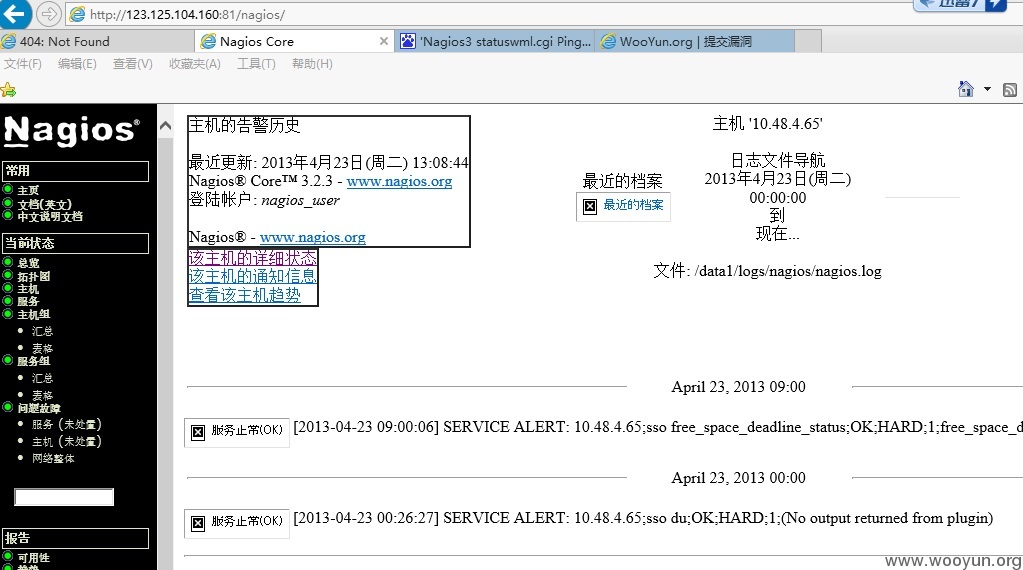 http://123.125.104.160:81/nagios/
迅雷7
404: Not Found
Nagios Core
'Nagios3 statuswml.cgi Ping...
WooYun.org | 提交漏洞
文件(F) 编辑(E) 查看(V) 收藏夹(A) 工具(T) 帮助(H)
Nagios®
常用
主页
文档(英文)
中文说明文档
当前状态
总览
拓扑图
主机
服务
主机组
汇总
表格
服务组
汇总
表格
问题故障
服务 (未处置)
主机 (未处置)
网络整体
报告
可用性
趋势
主机的告警历史
最近更新: 2013年4月23日(周二) 13:08:44
Nagios® Core™ 3.2.3 - www.nagios.org
登陆帐户: nagios_user
Nagios® - www.nagios.org
该主机的详细状态
该主机的通知信息
查看该主机趋势
最近的档案
最近的档案
主机 '10.48.4.65'
日志文件导航
2013年4月23日(周二)
00:00:00
到
现在...
文件: /data1/logs/nagios/nagios.log
April 23, 2013 09:00
服务正常(OK) [2013-04-23 09:00:06] SERVICE ALERT: 10.48.4.65;sso free_space_deadline_status;OK;HARD;1;free_space_d
April 23, 2013 00:00
服务正常(OK) [2013-04-23 00:26:27] SERVICE ALERT: 10.48.4.65;sso du;OK;HARD;1;(No output returned from plugin)
www.wooyun.org